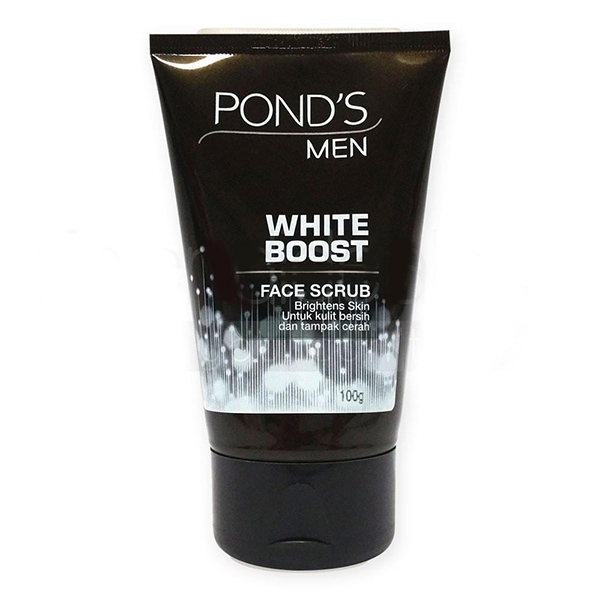 POND'S
MEN
WHITE
BOOST
FACE SCRUB
Brightens Skin
Untuk kulit bersih
dan tampak cerah
100g